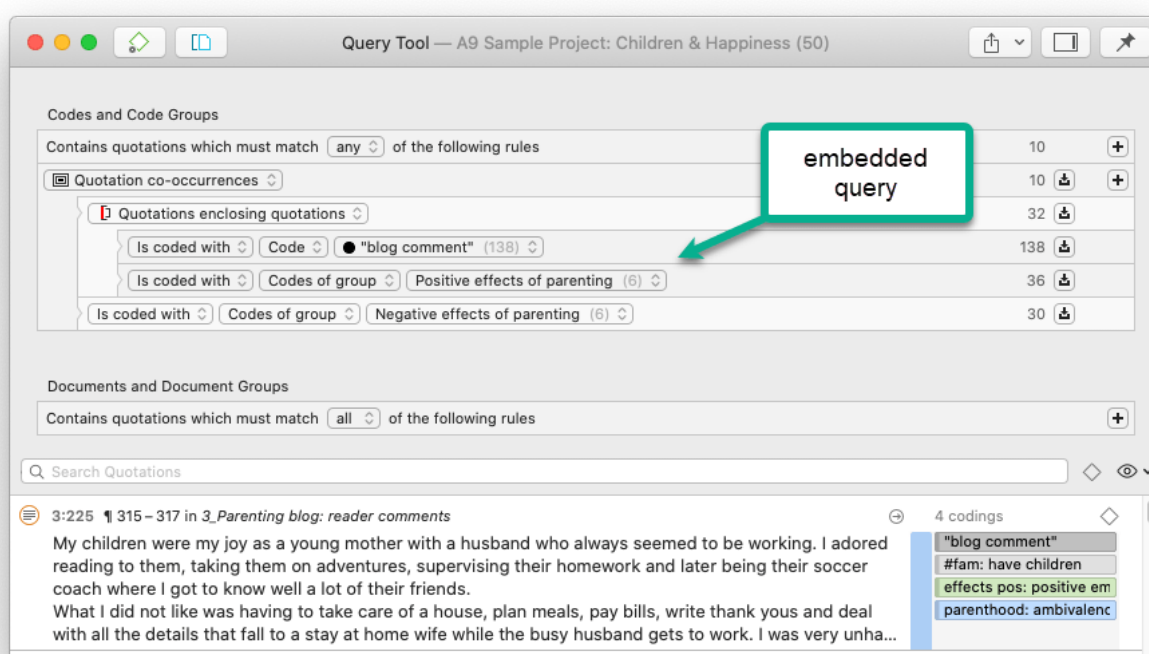 Query Tool — A9 Sample Project: Children & Happiness (50)
Codes and Code Groups
Contains quotations which must match any of the following rules 10
embedded
query
Quotation co-occurrences 10
Quotations enclosing quotations 32
Is coded with Code "blog comment" (138) 138
Is coded with Codes of group Positive effects of parenting (6) 36
Is coded with Codes of group Negative effects of parenting (6) 30
Documents and Document Groups
Contains quotations which must match all of the following rules
Search Quotations
3:225 ¶ 315 – 317 in 3_Parenting blog: reader comments
My children were my joy as a young mother with a husband who always seemed to be working. I adored
reading to them, taking them on adventures, supervising their homework and later being their soccer
coach where I got to know well a lot of their friends.
What I did not like was having to take care of a house, plan meals, pay bills, write thank yous and deal
with all the details that fall to a stay at home wife while the busy husband gets to work. I was very unha...
4 codings
"blog comment"
#fam: have children
effects pos: positive em
parenthood: ambivalenc